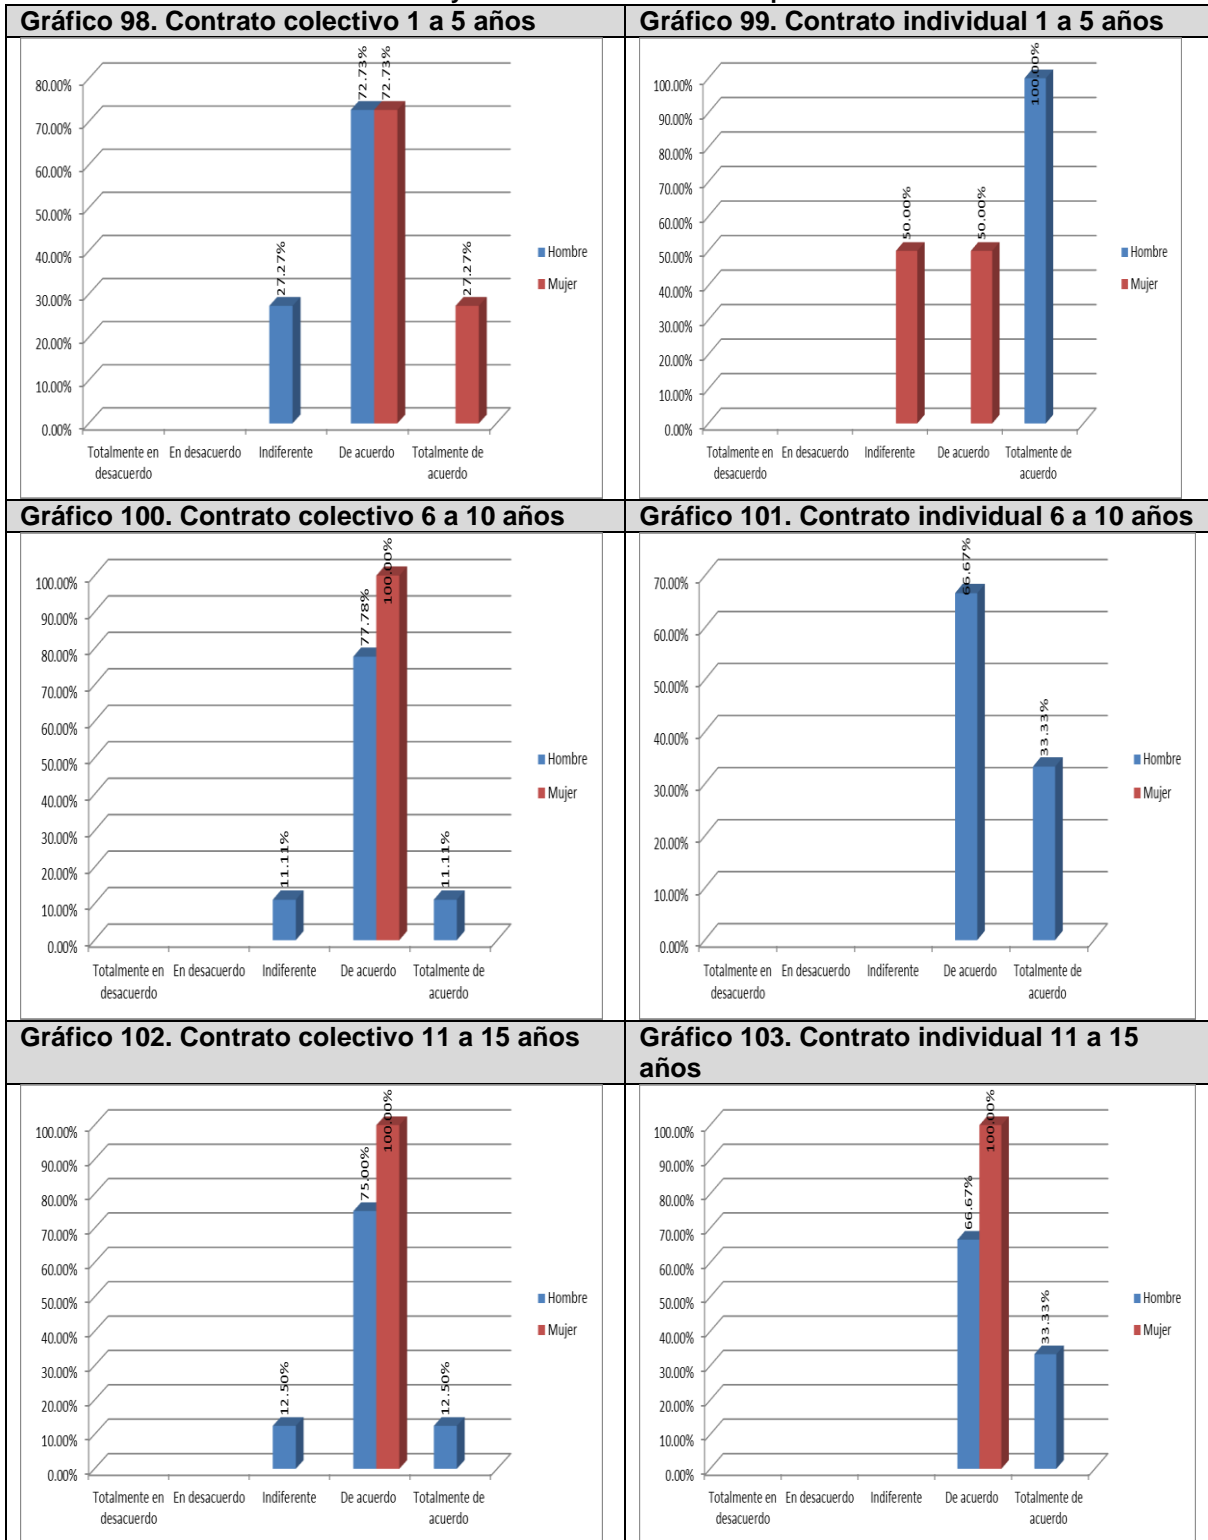 Gráfico 98. Contrato colectivo 1 a 5 años
Gráfico 99. Contrato individual 1 a 5 años
80.00%
70.00%
60.00%
50.00%
40.00%
30.00%
20.00%
10.00%
0.00%
27.27%
72.73%
72.73%
27.27%
Totalmente en desacuerdo
En desacuerdo
Indiferente
De acuerdo
Totalmente de acuerdo
Hombre
Mujer
100.00%
90.00%
80.00%
70.00%
60.00%
50.00%
40.00%
30.00%
20.00%
10.00%
0.00%
50.00%
50.00%
100.00%
Totalmente en desacuerdo
En desacuerdo
Indiferente
De acuerdo
Totalmente de acuerdo
Hombre
Mujer
Gráfico 100. Contrato colectivo 6 a 10 años
Gráfico 101. Contrato individual 6 a 10 años
100.00%
90.00%
80.00%
70.00%
60.00%
50.00%
40.00%
30.00%
20.00%
10.00%
0.00%
11.11%
77.78%
100.00%
11.11%
Totalmente en desacuerdo
En desacuerdo
Indiferente
De acuerdo
Totalmente de acuerdo
Hombre
Mujer
70.00%
60.00%
50.00%
40.00%
30.00%
20.00%
10.00%
0.00%
66.67%
33.33%
Totalmente en desacuerdo
En desacuerdo
Indiferente
De acuerdo
Totalmente de acuerdo
Hombre
Mujer
Gráfico 102. Contrato colectivo 11 a 15 años
Gráfico 103. Contrato individual 11 a 15
años
100.00%
90.00%
80.00%
70.00%
60.00%
50.00%
40.00%
30.00%
20.00%
10.00%
0.00%
12.50%
75.00%
100.00%
12.50%
Totalmente en desacuerdo
En desacuerdo
Indiferente
De acuerdo
Totalmente de acuerdo
Hombre
Mujer
100.00%
90.00%
80.00%
70.00%
60.00%
50.00%
40.00%
30.00%
20.00%
10.00%
0.00%
66.67%
100.00%
33.33%
Totalmente en desacuerdo
En desacuerdo
Indiferente
De acuerdo
Totalmente de acuerdo
Hombre
Mujer